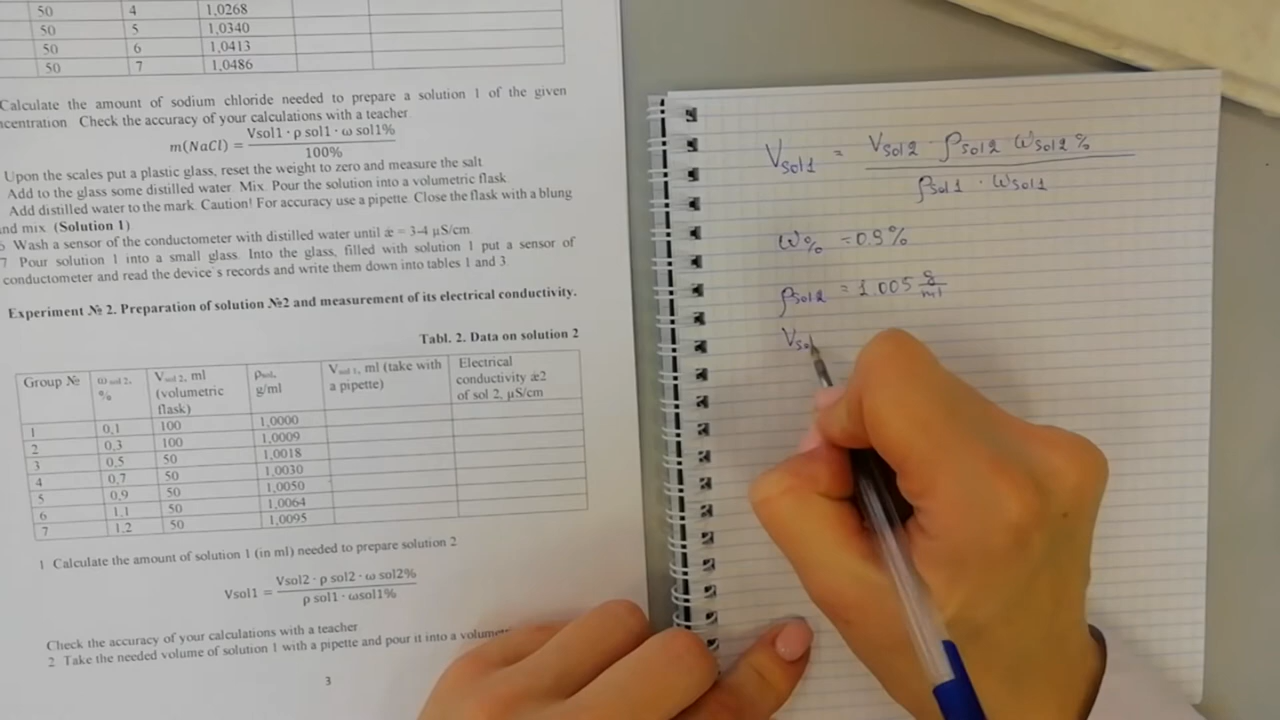 50 4 1,0268
50 5 1,0340
50 6 1,0413
50 7 1,0486
Calculate the amount of sodium chloride needed to prepare a solution 1 of the given
ncentration Check the accuracy of your calculations with a teacher
m(NaCl) = Vsol1 · ρ sol1 · ω sol1% / 100%
Upon the scales put a plastic glass, reset the weight to zero and measure the salt
Add to the glass some distilled water. Mix. Pour the solution into a volumetric flask
Add distilled water to the mark. Caution! For accuracy use a pipette. Close the flask with a blung
nd mix (Solution 1)
Wash a sensor of the conductometer with distilled water until æ = 3-4 µS/cm
7 Pour solution 1 into a small glass. Into the glass, filled with solution 1 put a sensor of
conductometer and read the device's records and write them down into tables 1 and 3
Experiment № 2. Preparation of solution №2 and measurement of its electrical conductivity.
Tabl. 2. Data on solution 2
Group № ω sol 2, % V sol 2, ml (volumetric flask) ρsol, g/ml V sol 1, ml (take with a pipette) Electrical conductivity æ2 of sol 2, µS/cm
1 0,1 100 1,0000
2 0,3 100 1,0009
3 0,5 50 1,0018
4 0,7 50 1,0030
5 0,9 50 1,0050
6 1,1 50 1,0064
7 1,2 50 1,0095
1 Calculate the amount of solution 1 (in ml) needed to prepare solution 2
Vsol1 = Vsol2 · ρ sol2 · ω sol2% / ρ sol1 · ωsol1%
Check the accuracy of your calculations with a teacher
2 Take the needed volume of solution 1 with a pipette and pour it into a volume
3
Vsol1 = Vsol2 · ρsol2 ωsol2% / ρsol1 · ωsol1
ω% = 0.9%
ρsol2 = 1.005 g/ml
Vso